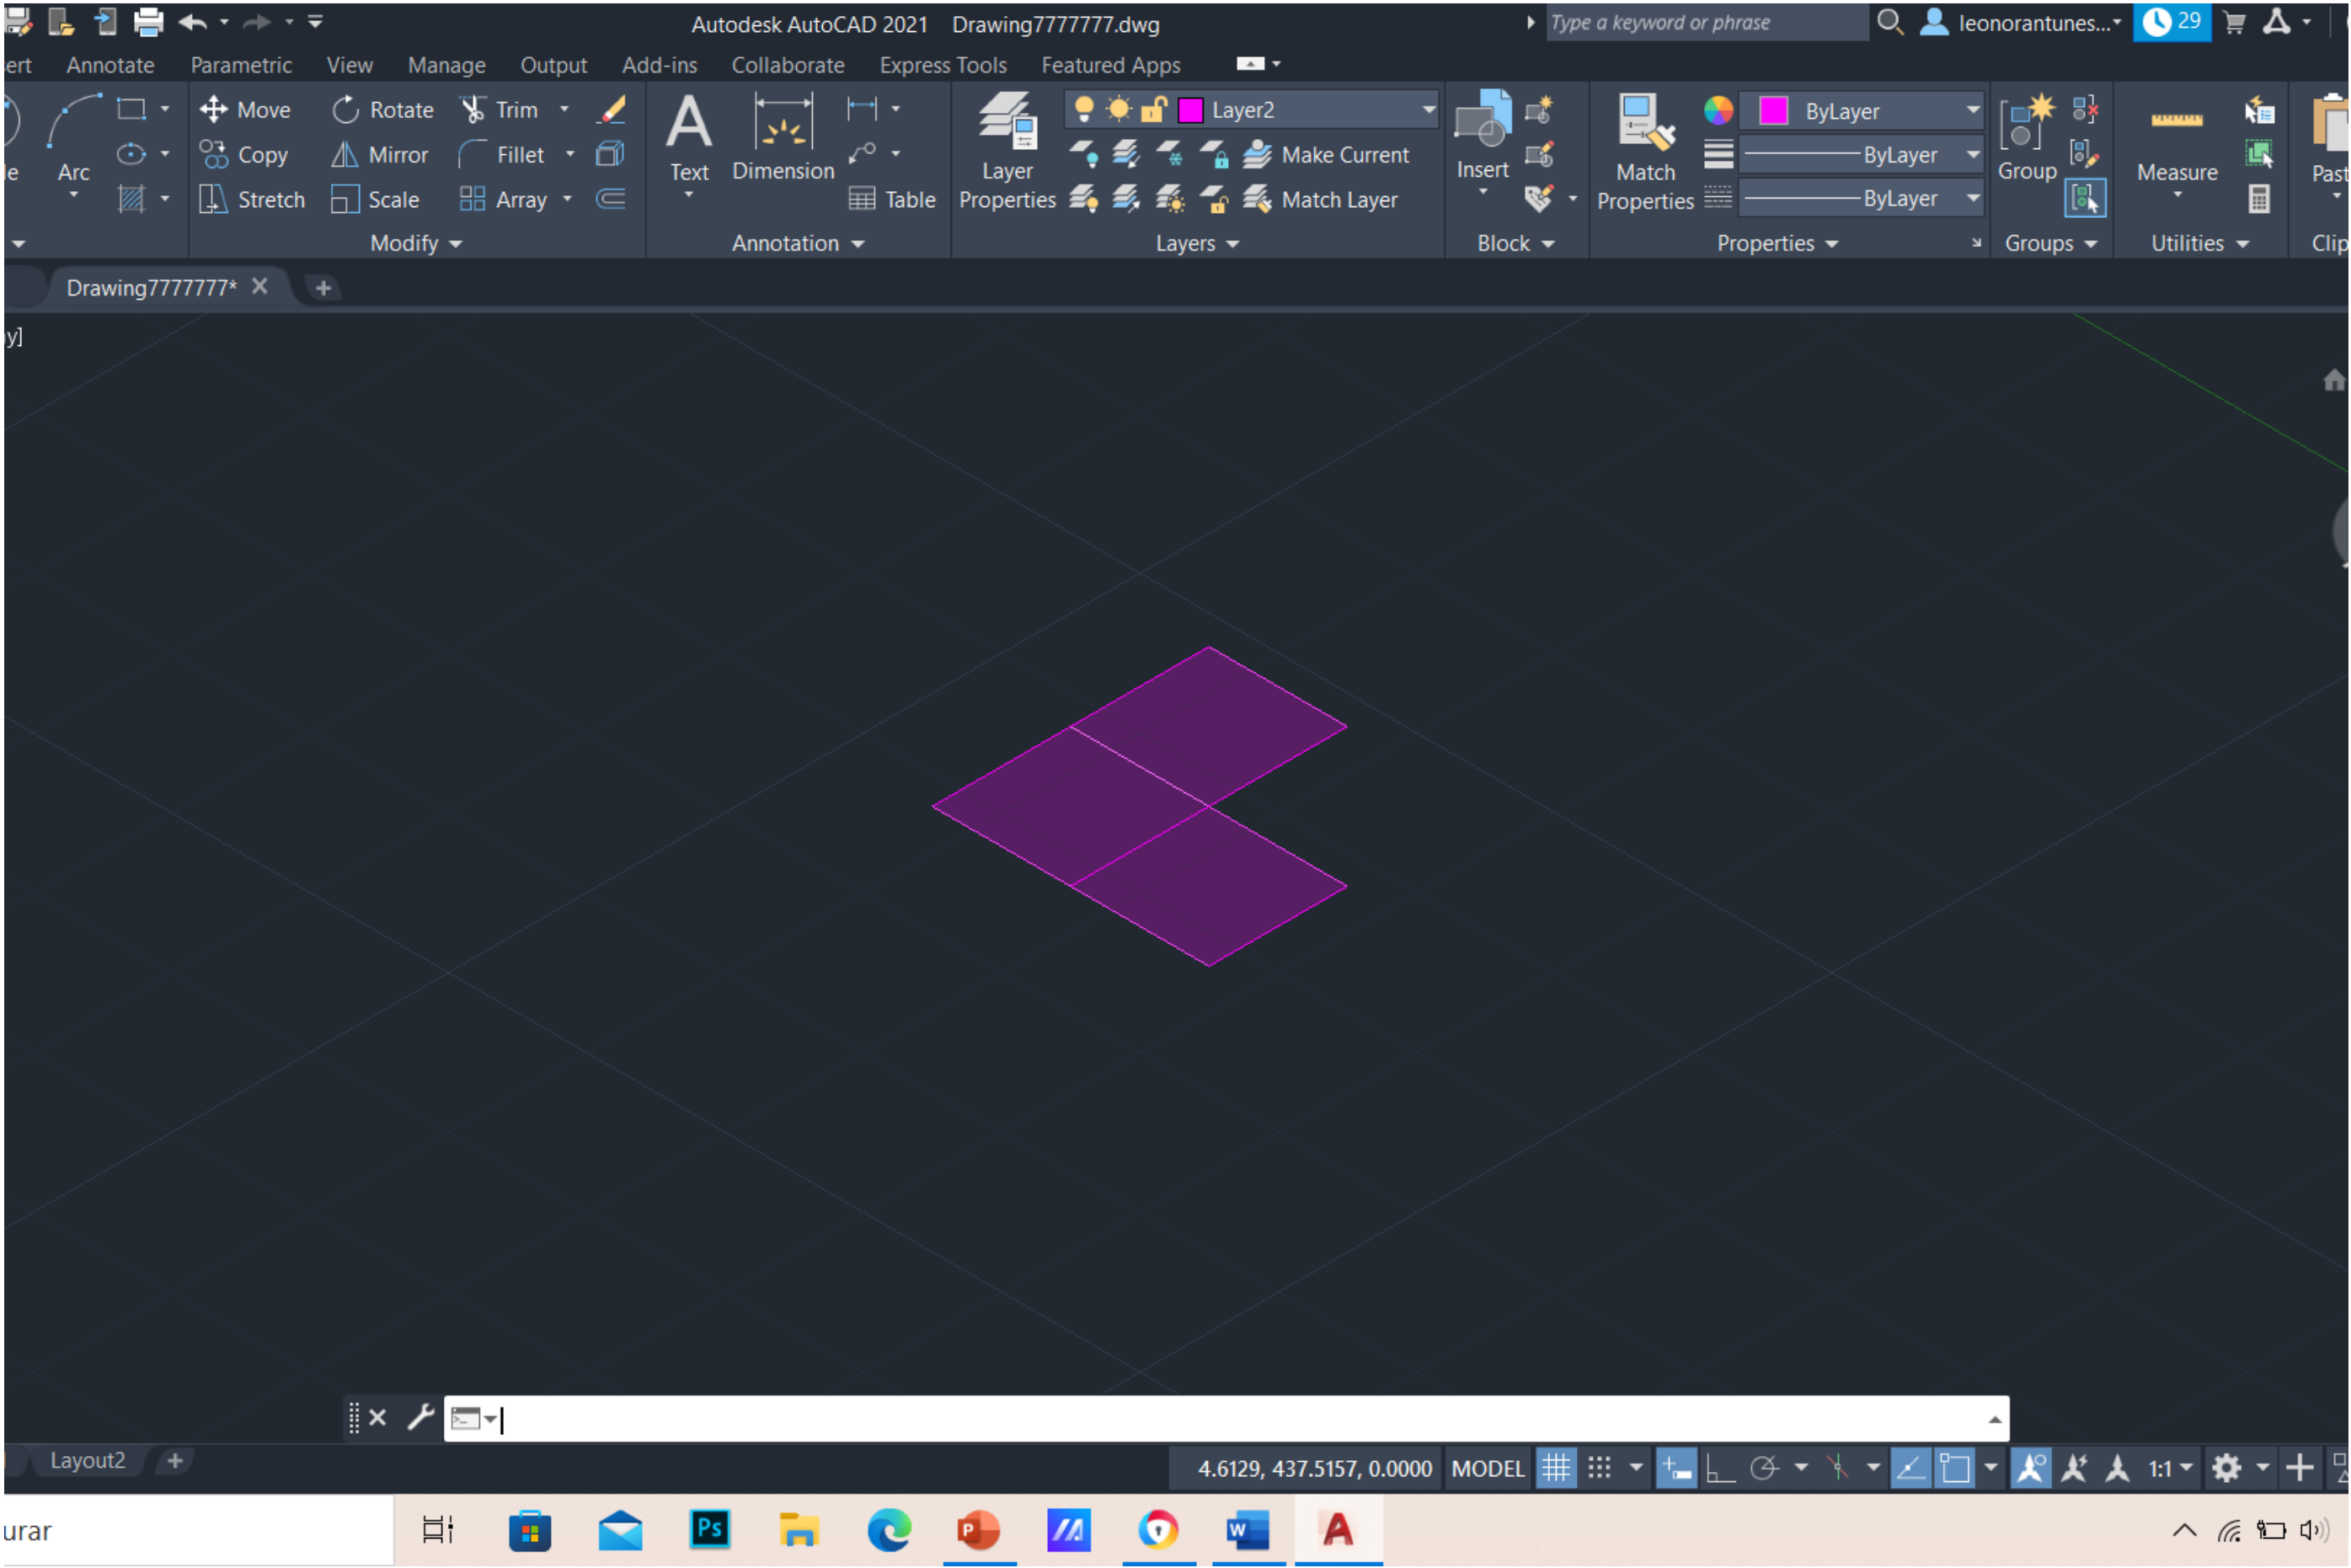 Autodesk AutoCAD 2021 Drawing7777777.dwg Type a keyword or phrase leonorantunes... 29
ert Annotate Parametric View Manage Output Add-ins Collaborate Express Tools Featured Apps
Move Rotate Trim Layer2 ByLayer
Copy Mirror Fillet Make Current ByLayer
le Arc Text Dimension Layer Insert Match Group Measure Past
Stretch Scale Array Table Properties Match Layer Properties ByLayer
Modify Annotation Layers Block Properties Groups Utilities Clip
Drawing7777777*
y]
Layout2 4.6129, 437.5157, 0.0000 MODEL 1:1
urar Ps P W A